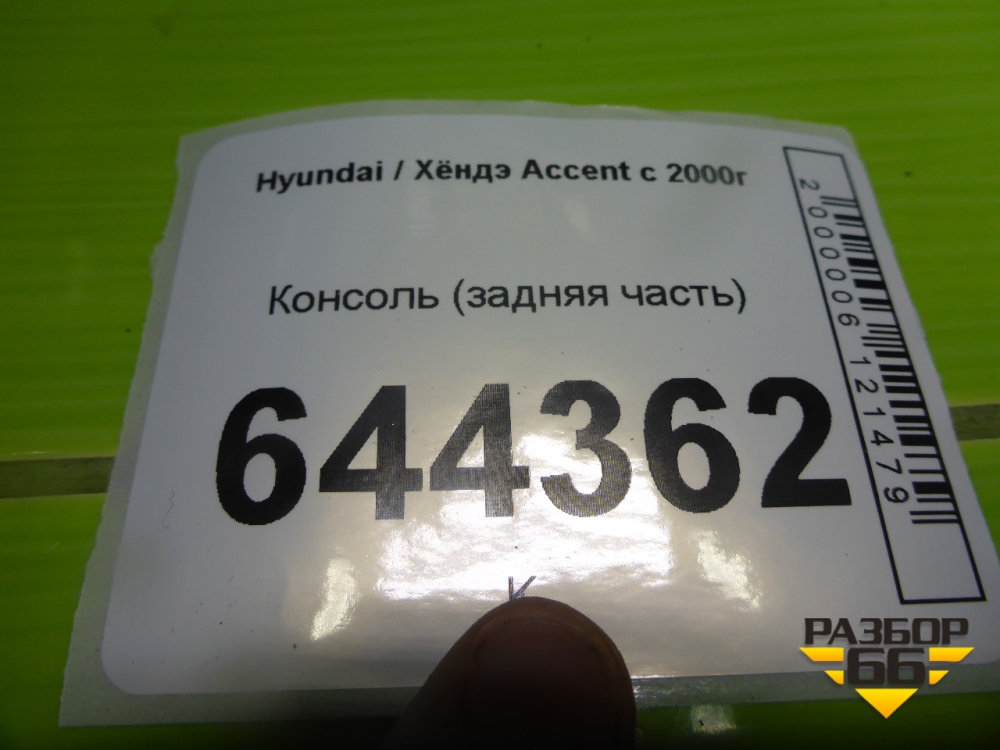 Hyundai / Хёндэ Accent с 2000г
Консоль (задняя часть)
644362
К
2000006121479
РАЗБОР
66